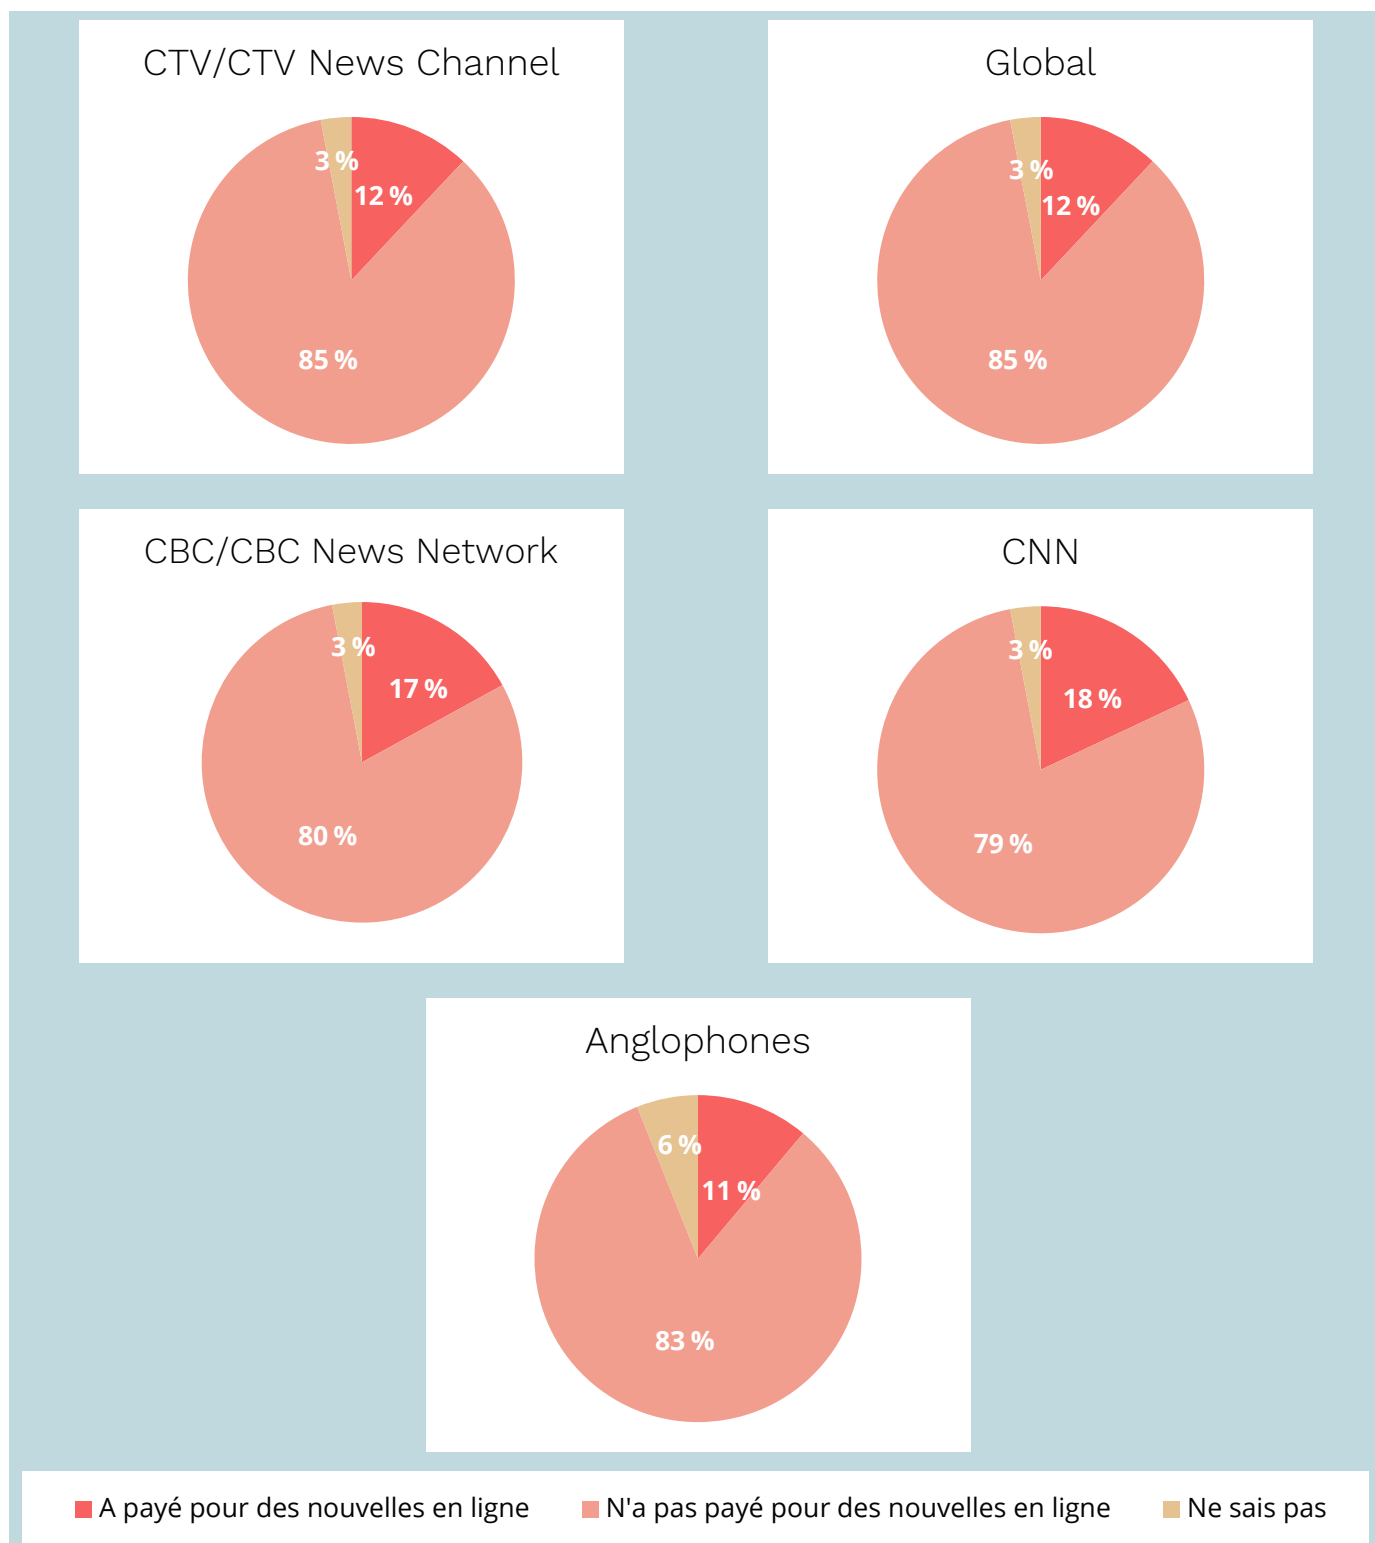 CTV/CTV News Channel
3 %
12 %
85 %
Global
3 %
12 %
85 %
CBC/CBC News Network
3 %
17 %
80 %
CNN
3 %
18 %
79 %
Anglophones
6 %
11 %
83 %
A payé pour des nouvelles en ligne
N'a pas payé pour des nouvelles en ligne
Ne sais pas